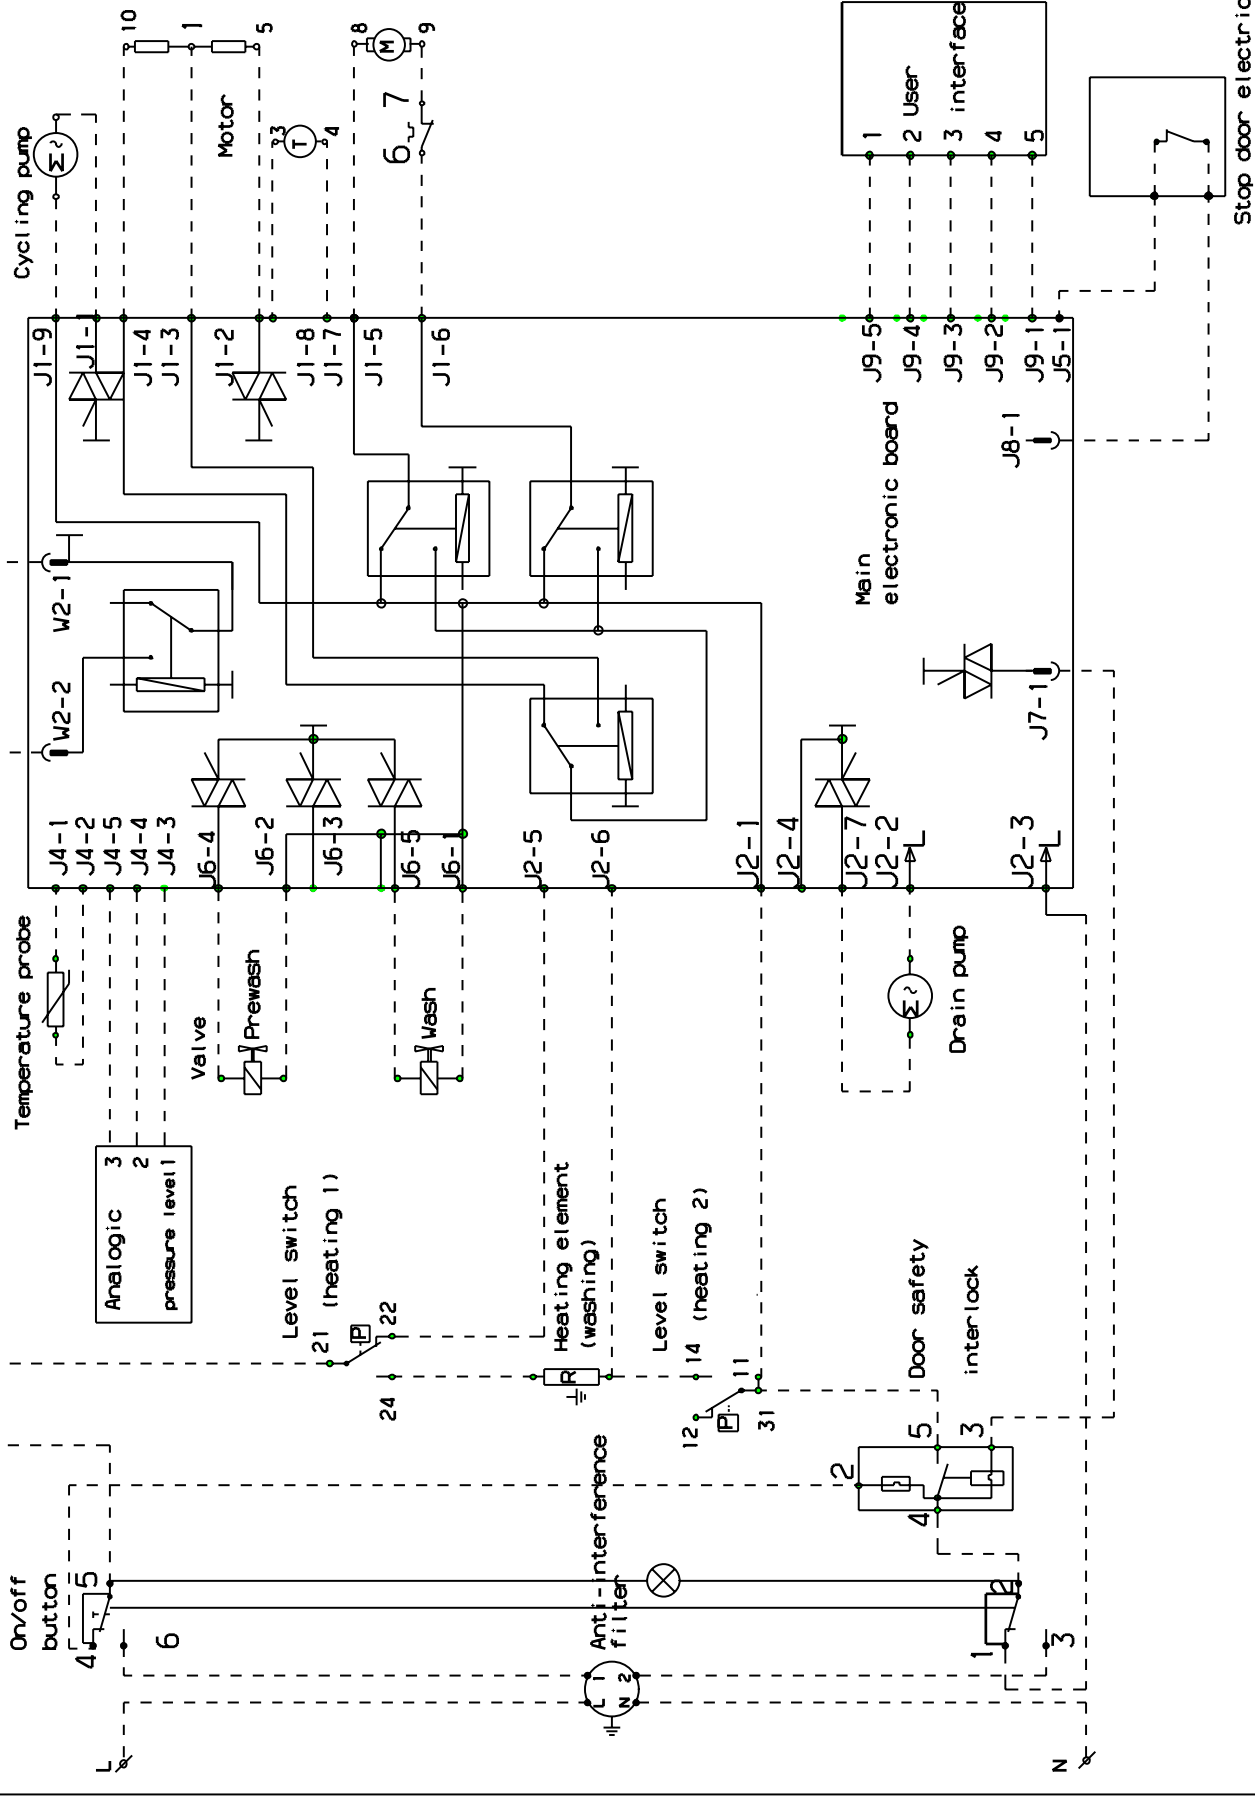 Cycling pump
10
1
5
Motor
3
T
4
8
M
9
6
7
M
1
2
3
4
5
User
interface
Stop door electric
J1-9
J1-1
J1-4
J1-3
J1-2
J1-8
J1-7
J1-5
J1-6
J9-5
J9-4
J9-3
J9-2
J9-1
J5-1
J8-1
Main
electronic board
W2-1
W2-2
J7-1
J4-1
J4-2
J4-5
J4-4
J4-3
J6-4
J6-2
J6-3
J6-5
J6-1
J2-5
J2-6
J2-1
J2-4
J2-7
J2-2
L
J2-3
L
Temperature probe
Valve
Prewash
Wash
M
Drain pump
Analogic
pressure level
3
2
1
Level switch
(heating 1)
21
P
22
24
Heating element
(washing)
R
Level switch
(heating 2)
14
11
12
P
31
Door safety
interlock
2
5
3
4
On/off
button
4
5
6
T
Anti-interference
filter
L
1
N
2
1
2
3
L
N